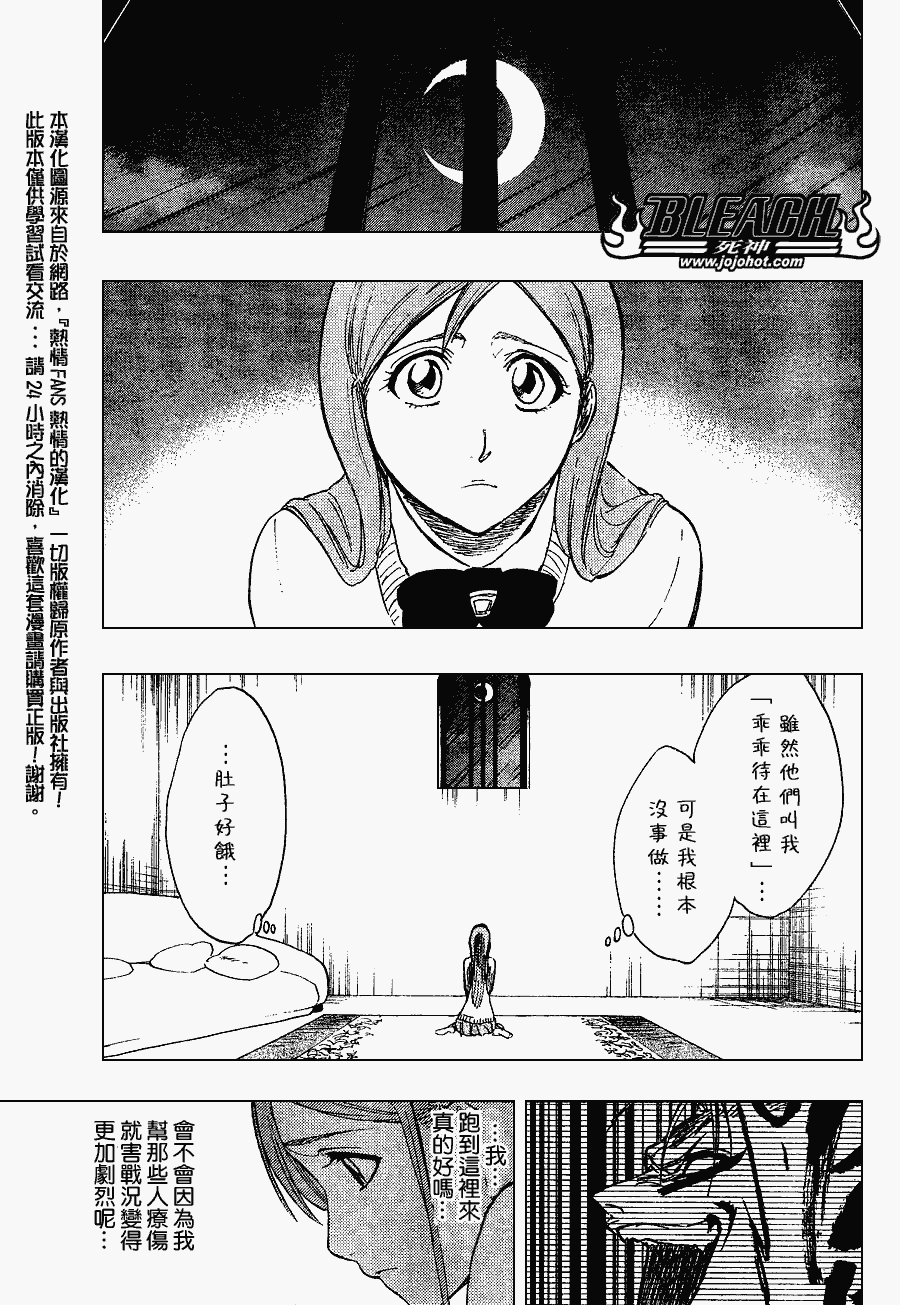 本漢化圖源來自於網路，『熱情FANS 熱情的漢化』一切版權歸原作者與出版社擁有！
此版本僅供學習試看交流…請24小時之內消除，喜歡這套漫畫請購買正版！謝謝。
BLEACH
死神
www.jojohot.com
雖然他們叫我
「乖乖待在這裡」…
可是我根本
沒事做……
…肚子好餓…
……我…
跑到這裡來
真的好嗎…
會不會因為我
幫那些人療傷
就害戰況變得
更加劇烈呢…